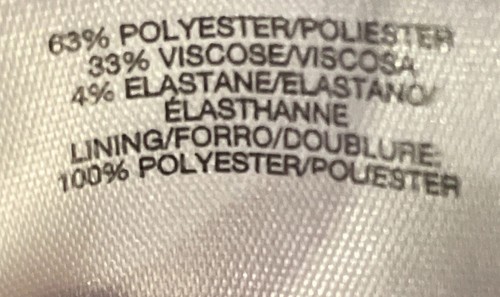 63% POLYESTER/POLIESTER
33% VISCOSE/VISCOSA
4% ELASTANE/ELASTANO/
ÉLASTHANNE
LINING/FORRO/DOUBLURE:
100% POLYESTER/POLIESTER